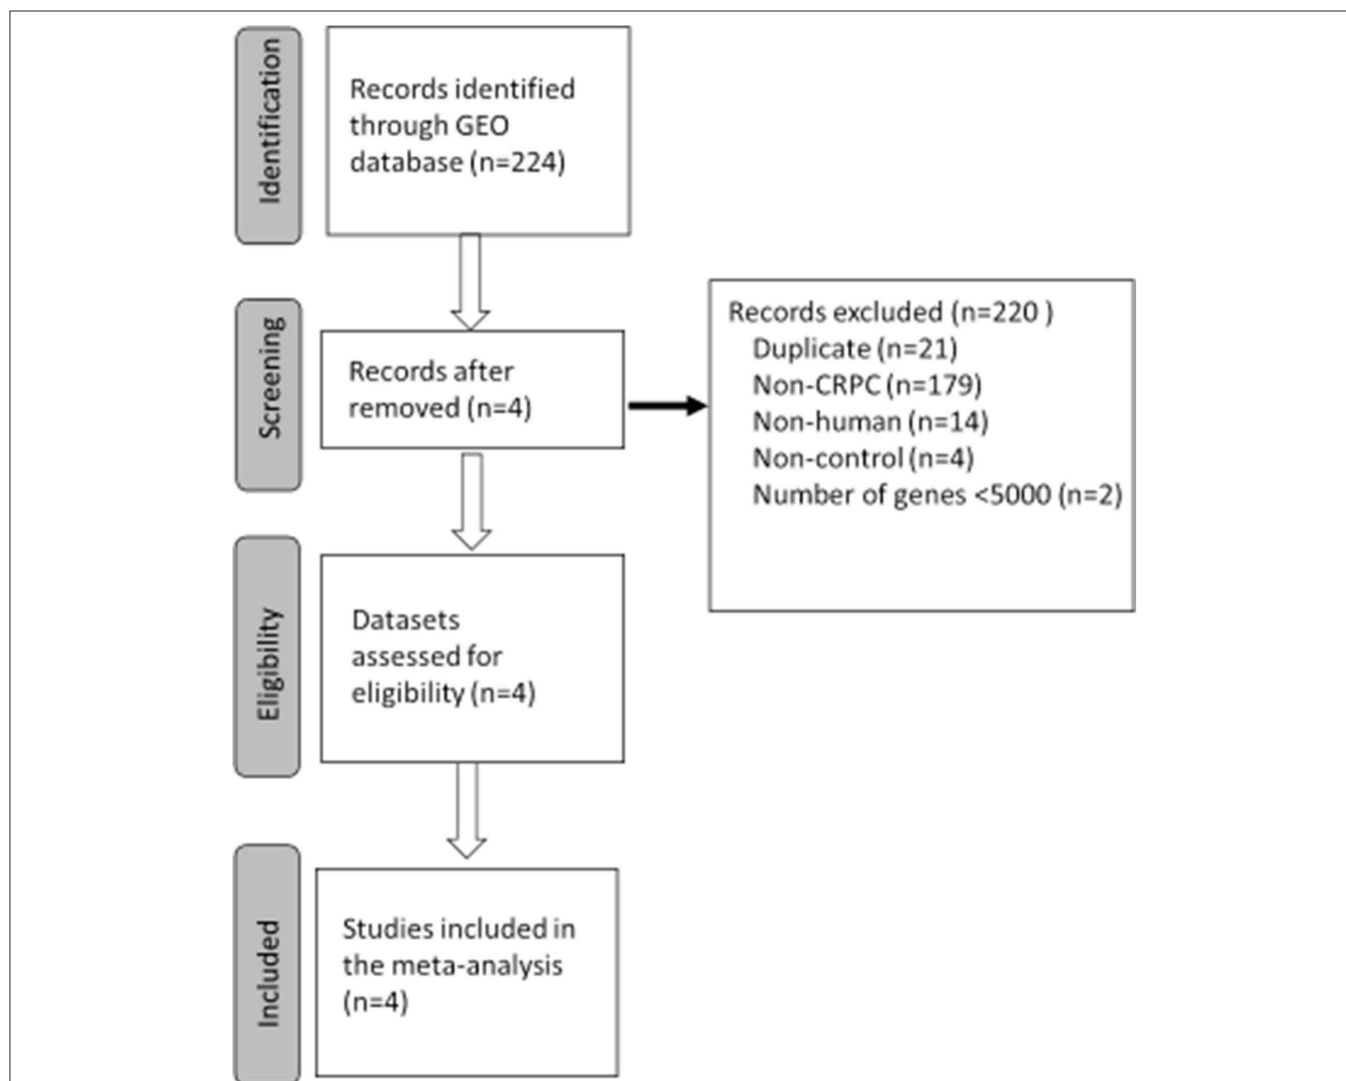 Identification
Records identified
through GEO
database (n=224)
Screening
Records after
removed (n=4)
Records excluded (n=220 )
Duplicate (n=21)
Non-CRPC (n=179)
Non-human (n=14)
Non-control (n=4)
Number of genes <5000 (n=2)
Eligibility
Datasets
assessed for
eligibility (n=4)
Included
Studies included in
the meta-analysis
(n=4)